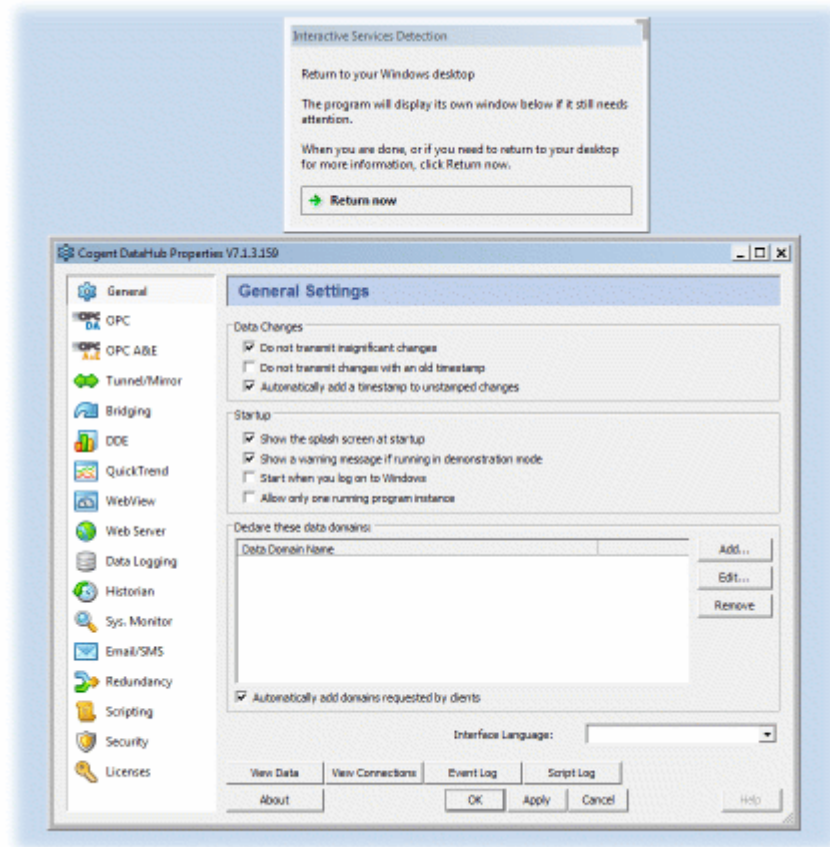 Interactive Services Detection
Return to your Windows desktop
The program will display its own window below if it still needs
attention.
When you are done, or if you need to return to your desktop
for more information, click Return now.
Return now
Cogent DataHub Properties V7.1.3.159
General
OPC DA OPC
OPC A&E OPC A&E
Tunnel/Mirror
Bridging
DDE
QuickTrend
WebView
Web Server
Data Logging
Historian
Sys. Monitor
Email/SMS
Redundancy
Scripting
Security
Licenses
General Settings
Data Changes
Do not transmit insignificant changes
Do not transmit changes with an old timestamp
Automatically add a timestamp to unstamped changes
Startup
Show the splash screen at startup
Show a warning message if running in demonstration mode
Start when you log on to Windows
Allow only one running program instance
Declare these data domains:
Data Domain Name
Add...
Edit...
Remove
Automatically add domains requested by clients
Interface Language:
View Data View Connections Event Log Script Log
About OK Apply Cancel Help